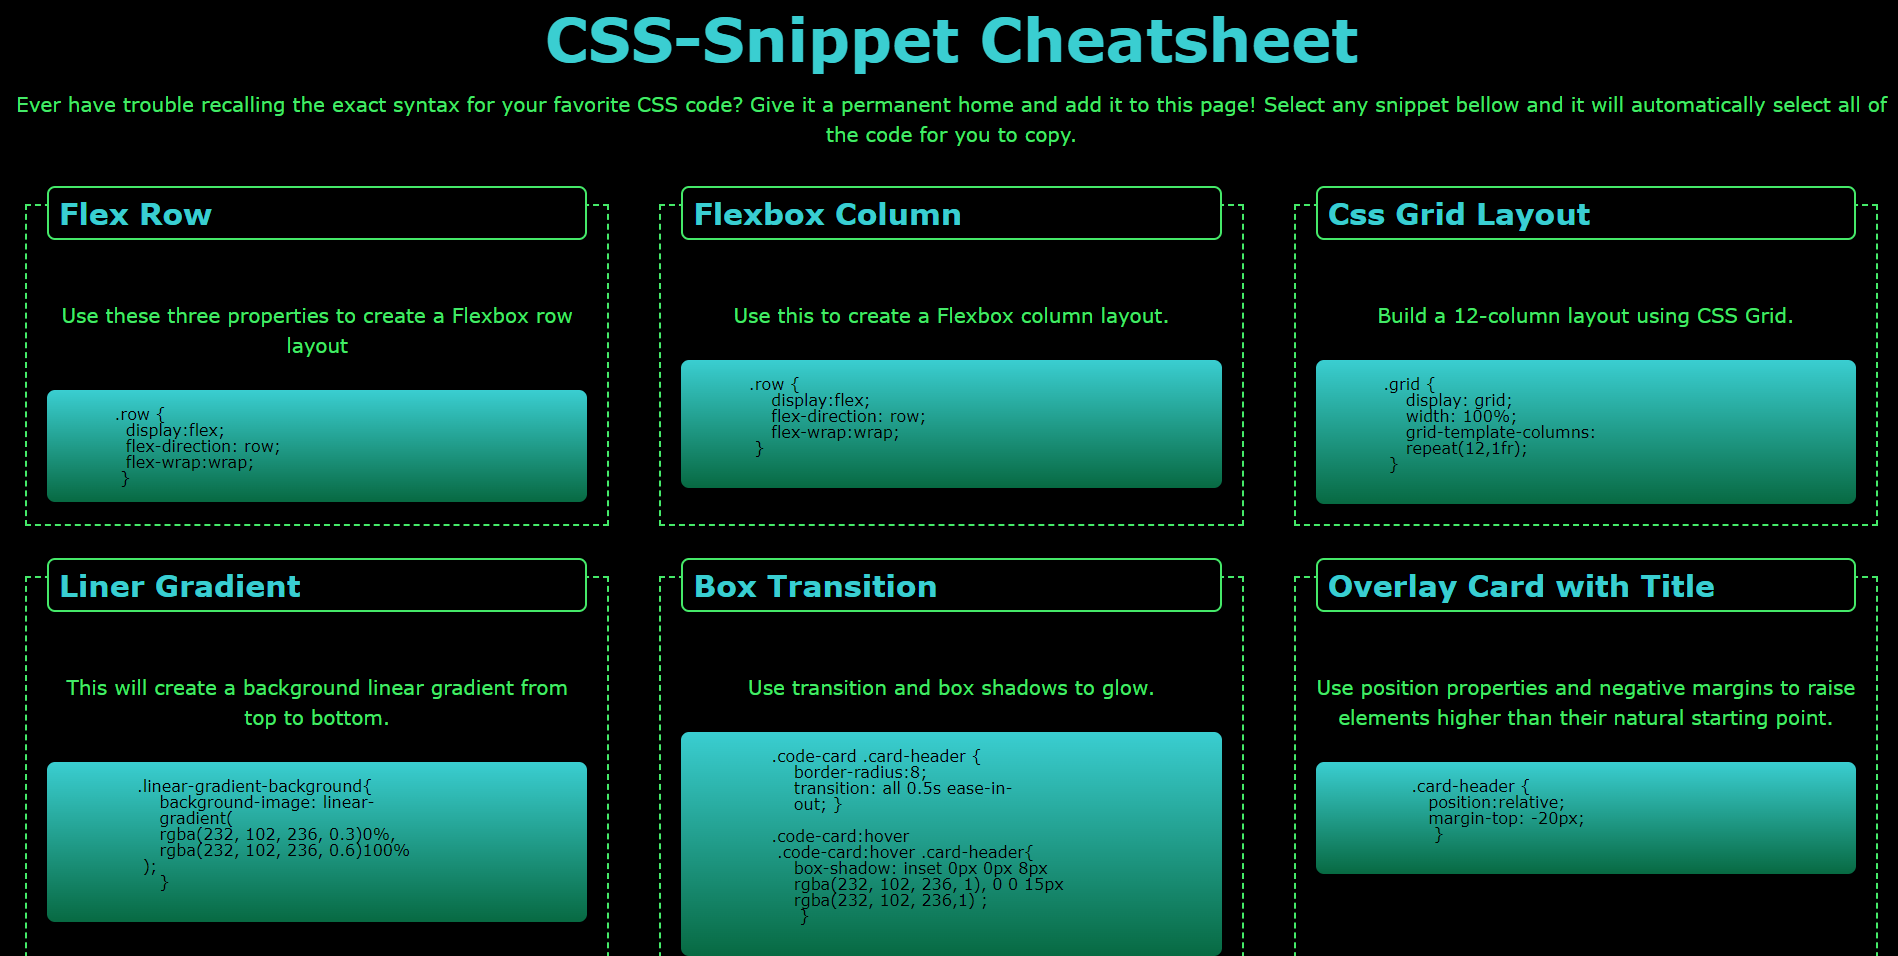 CSS-Snippet Cheatsheet
Ever have trouble recalling the exact syntax for your favorite CSS code? Give it a permanent home and add it to this page! Select any snippet bellow and it will automatically select all of
the code for you to copy.
Flex Row
Use these three properties to create a Flexbox row
layout
.row {
display:flex;
flex-direction: row;
flex-wrap:wrap;
}
Flexbox Column
Use this to create a Flexbox column layout.
.row {
display:flex;
flex-direction: row;
flex-wrap:wrap;
}
Css Grid Layout
Build a 12-column layout using CSS Grid.
.grid {
display: grid;
width: 100%;
grid-template-columns:
repeat(12,1fr);
}
Liner Gradient
This will create a background linear gradient from
top to bottom.
.linear-gradient-background{
background-image: linear-
gradient(
rgba(232, 102, 236, 0.3)0%,
rgba(232, 102, 236, 0.6)100%
);
}
Box Transition
Use transition and box shadows to glow.
.code-card .card-header {
border-radius:8;
transition: all 0.5s ease-in-
out; }
.code-card:hover
.code-card:hover .card-header{
box-shadow: inset 0px 0px 8px
rgba(232, 102, 236, 1), 0 0 15px
rgba(232, 102, 236,1) ;
}
Overlay Card with Title
Use position properties and negative margins to raise
elements higher than their natural starting point.
.card-header {
position:relative;
margin-top: -20px;
}